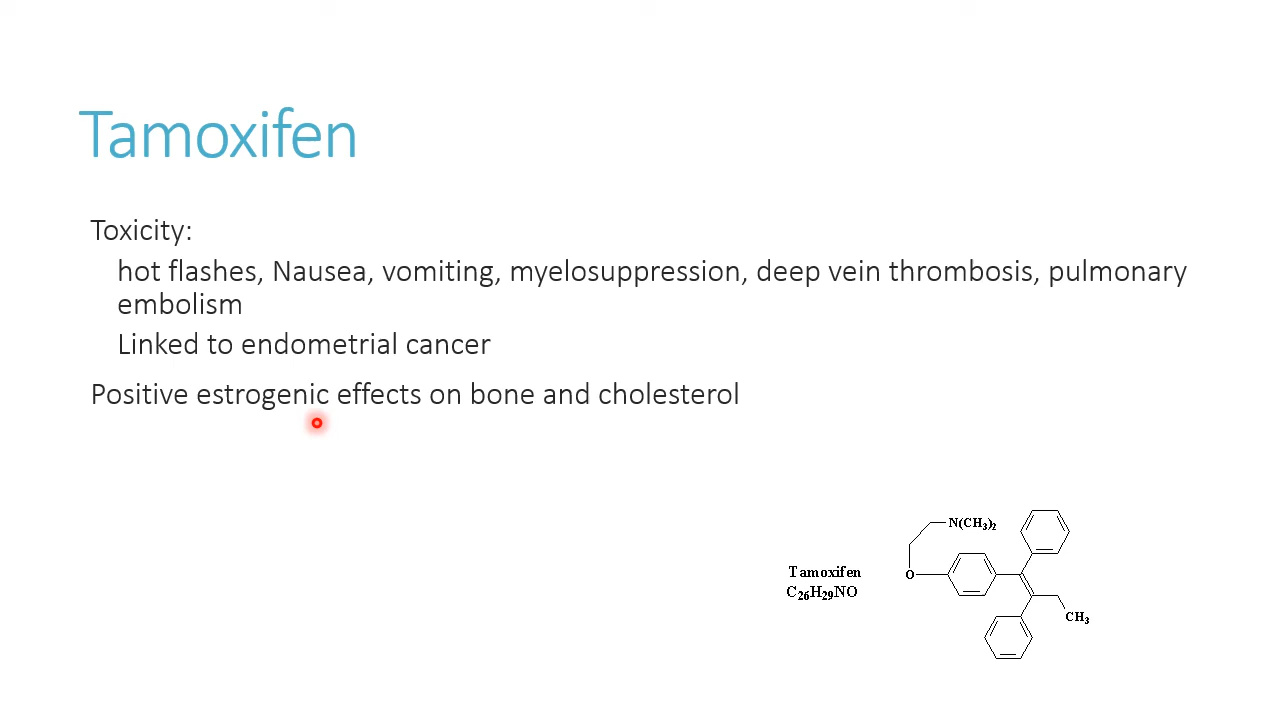 Tamoxifen
Toxicity:
hot flashes, Nausea, vomiting, myelosuppression, deep vein thrombosis, pulmonary
embolism
Linked to endometrial cancer
Positive estrogenic effects on bone and cholesterol
N(CH₃)₂
Tamoxifen
O
C₂₆H₂₉NO
CH₃